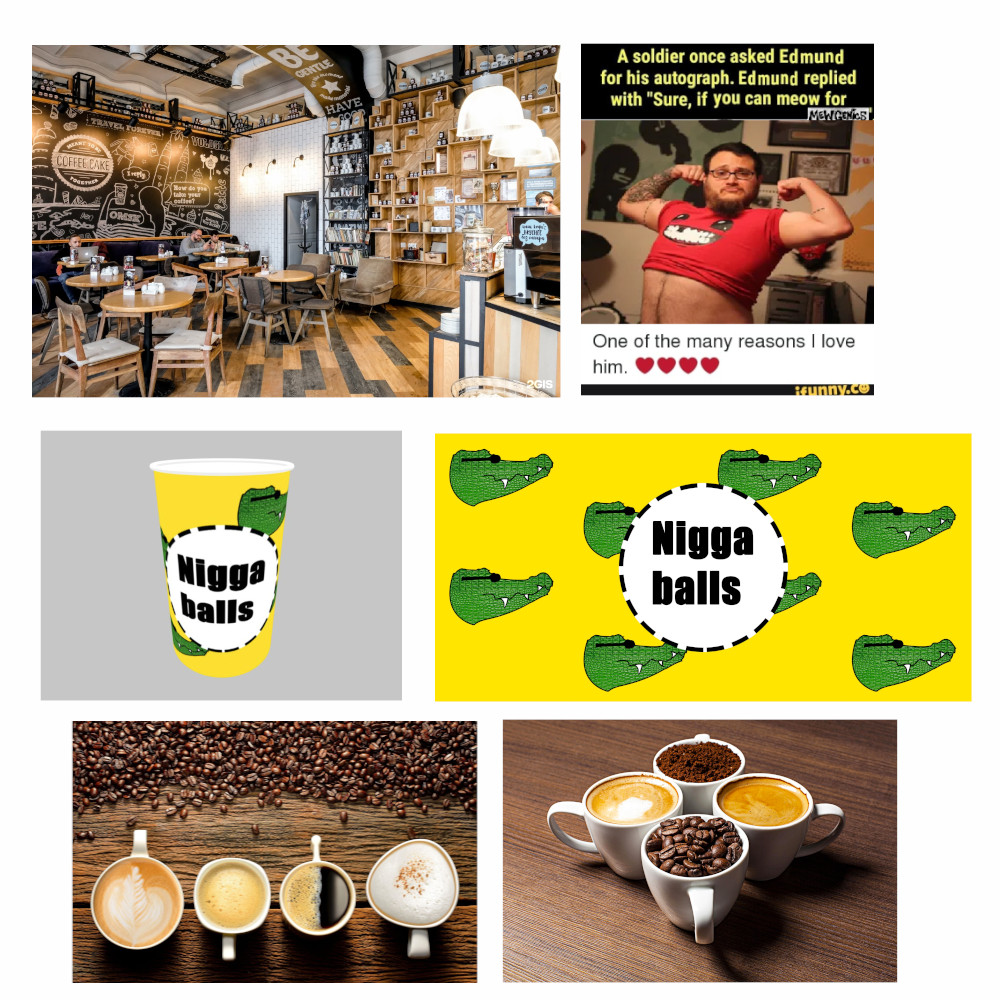 BE
GENTLE
HAVE
TRAVEL FOREVER
COFFEE CAKE
TOGETHER
How do you
take your
coffee?
OMSK
2GIS
A soldier once asked Edmund
for his autograph. Edmund replied
with "Sure, if you can meow for
NEWGENES!
One of the many reasons I love
him. ❤❤❤❤
ifunny.co
Nigga
balls
Nigga
balls